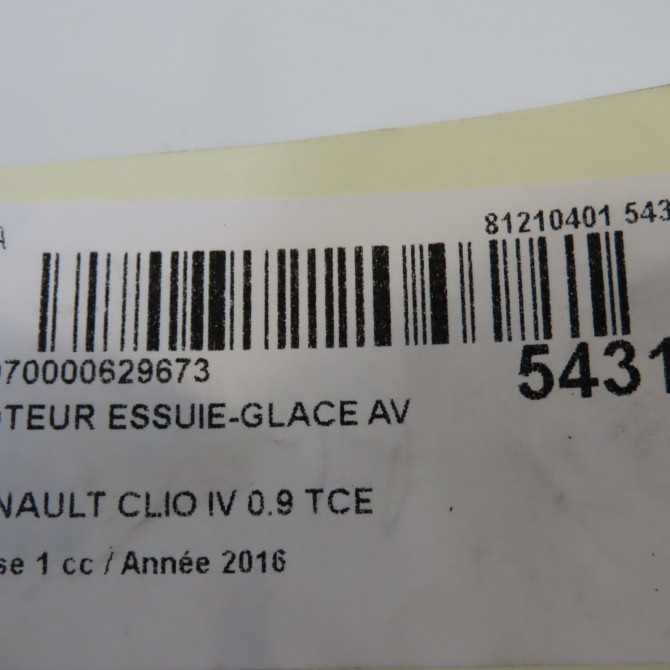 A
81210401 543
070000629673
5431
OTEUR ESSUIE-GLACE AV
NAULT CLIO IV 0.9 TCE
se 1 cc / Année 2016